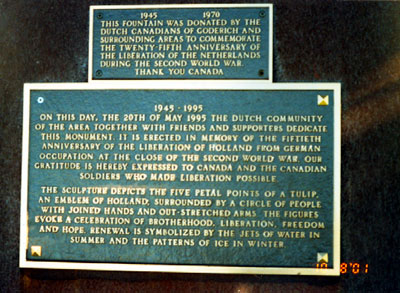 1945 1970
THIS FOUNTAIN WAS DONATED BY THE
DUTCH CANADIANS OF GODERICH AND
SURROUNDING AREAS TO COMMEMORATE
THE TWENTY-FIFTH ANNIVERSARY OF
THE LIBERATION OF THE NETHERLANDS
DURING THE SECOND WORLD WAR.
THANK YOU CANADA
1945 - 1995
ON THIS DAY, THE 20TH OF MAY 1995 THE DUTCH COMMUNITY
OF THE AREA TOGETHER WITH FRIENDS AND SUPPORTERS DEDICATE
THIS MONUMENT. IT IS ERECTED IN MEMORY OF THE FIFTIETH
ANNIVERSARY OF THE LIBERATION OF HOLLAND FROM GERMAN
OCCUPATION AT THE CLOSE OF THE SECOND WORLD WAR. OUR
GRATITUDE IS HEREBY EXPRESSED TO CANADA AND THE CANADIAN
SOLDIERS WHO MADE LIBERATION POSSIBLE.
THE SCULPTURE DEPICTS THE FIVE PETAL POINTS OF A TULIP,
AN EMBLEM OF HOLLAND, SURROUNDED BY A CIRCLE OF PEOPLE
WITH JOINED HANDS AND OUT-STRETCHED ARMS. THE FIGURES
EVOKE A CELEBRATION OF BROTHERHOOD, LIBERATION, FREEDOM
AND HOPE. RENEWAL IS SYMBOLIZED BY THE JETS OF WATER IN
SUMMER AND THE PATTERNS OF ICE IN WINTER.
8'01